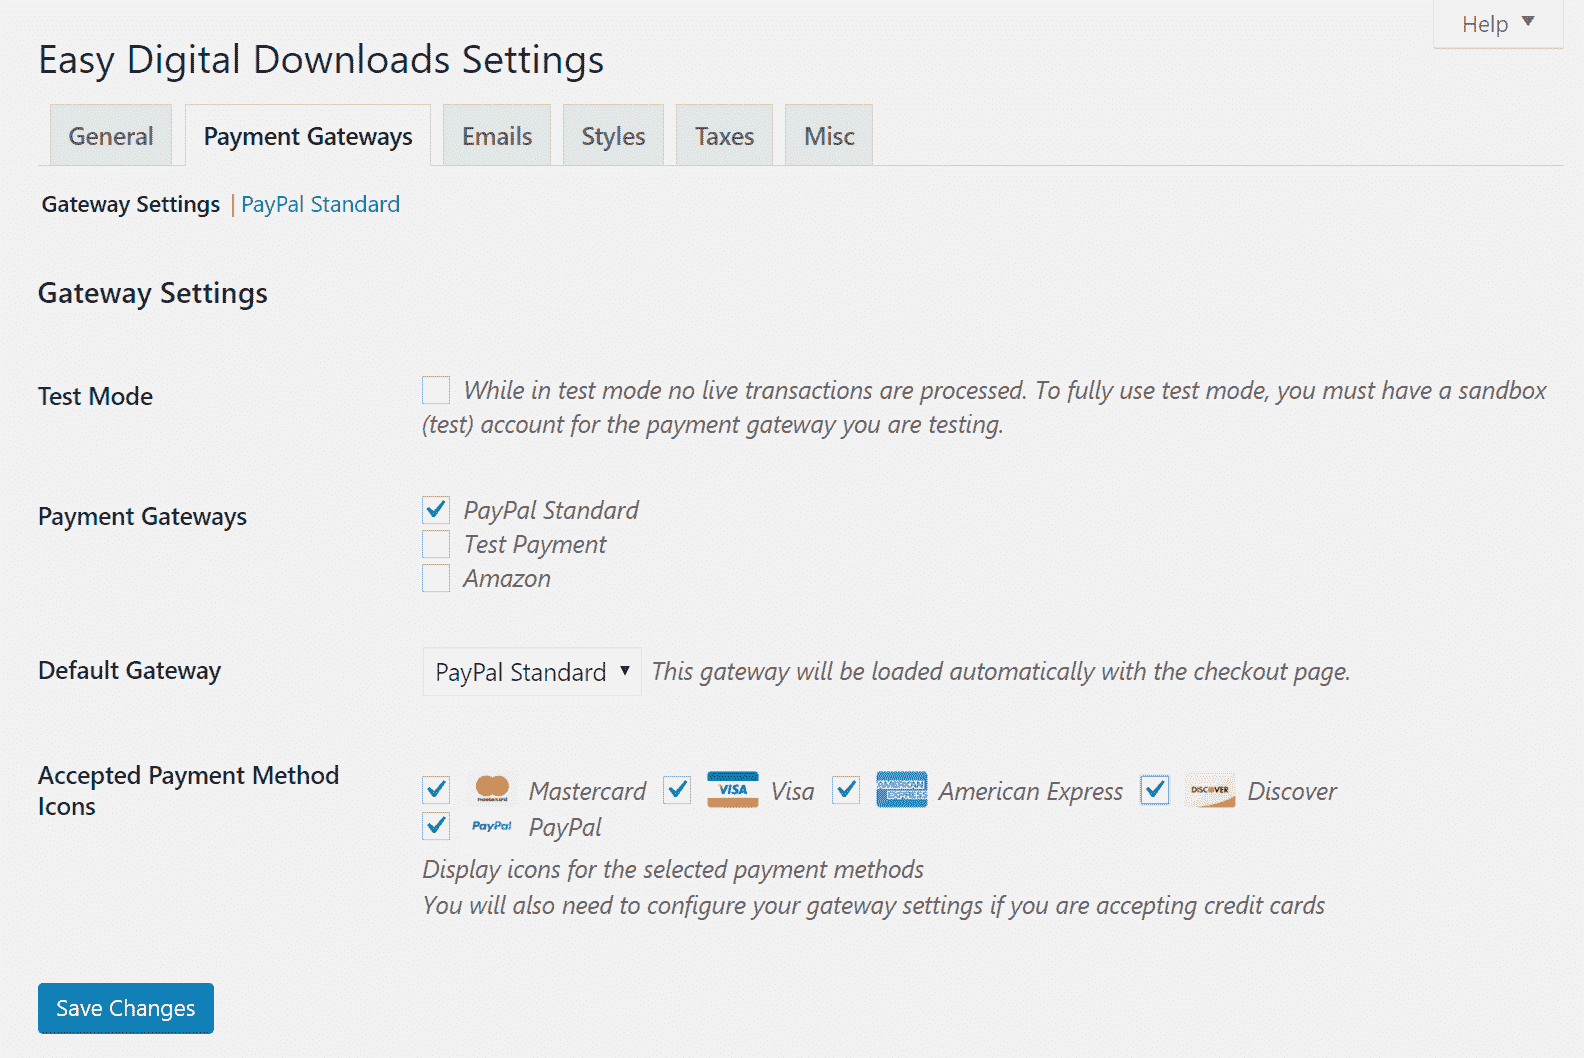 Help
Easy Digital Downloads Settings
General Payment Gateways Emails Styles Taxes Misc
Gateway Settings | PayPal Standard
Gateway Settings
Test Mode
While in test mode no live transactions are processed. To fully use test mode, you must have a sandbox
(test) account for the payment gateway you are testing.
Payment Gateways
PayPal Standard
Test Payment
Amazon
Default Gateway
PayPal Standard This gateway will be loaded automatically with the checkout page.
Accepted Payment Method
Icons
mastercard Mastercard VISA Visa AMERICAN EXPRESS American Express DISCOVER Discover
PayPal PayPal
Display icons for the selected payment methods
You will also need to configure your gateway settings if you are accepting credit cards
Save Changes